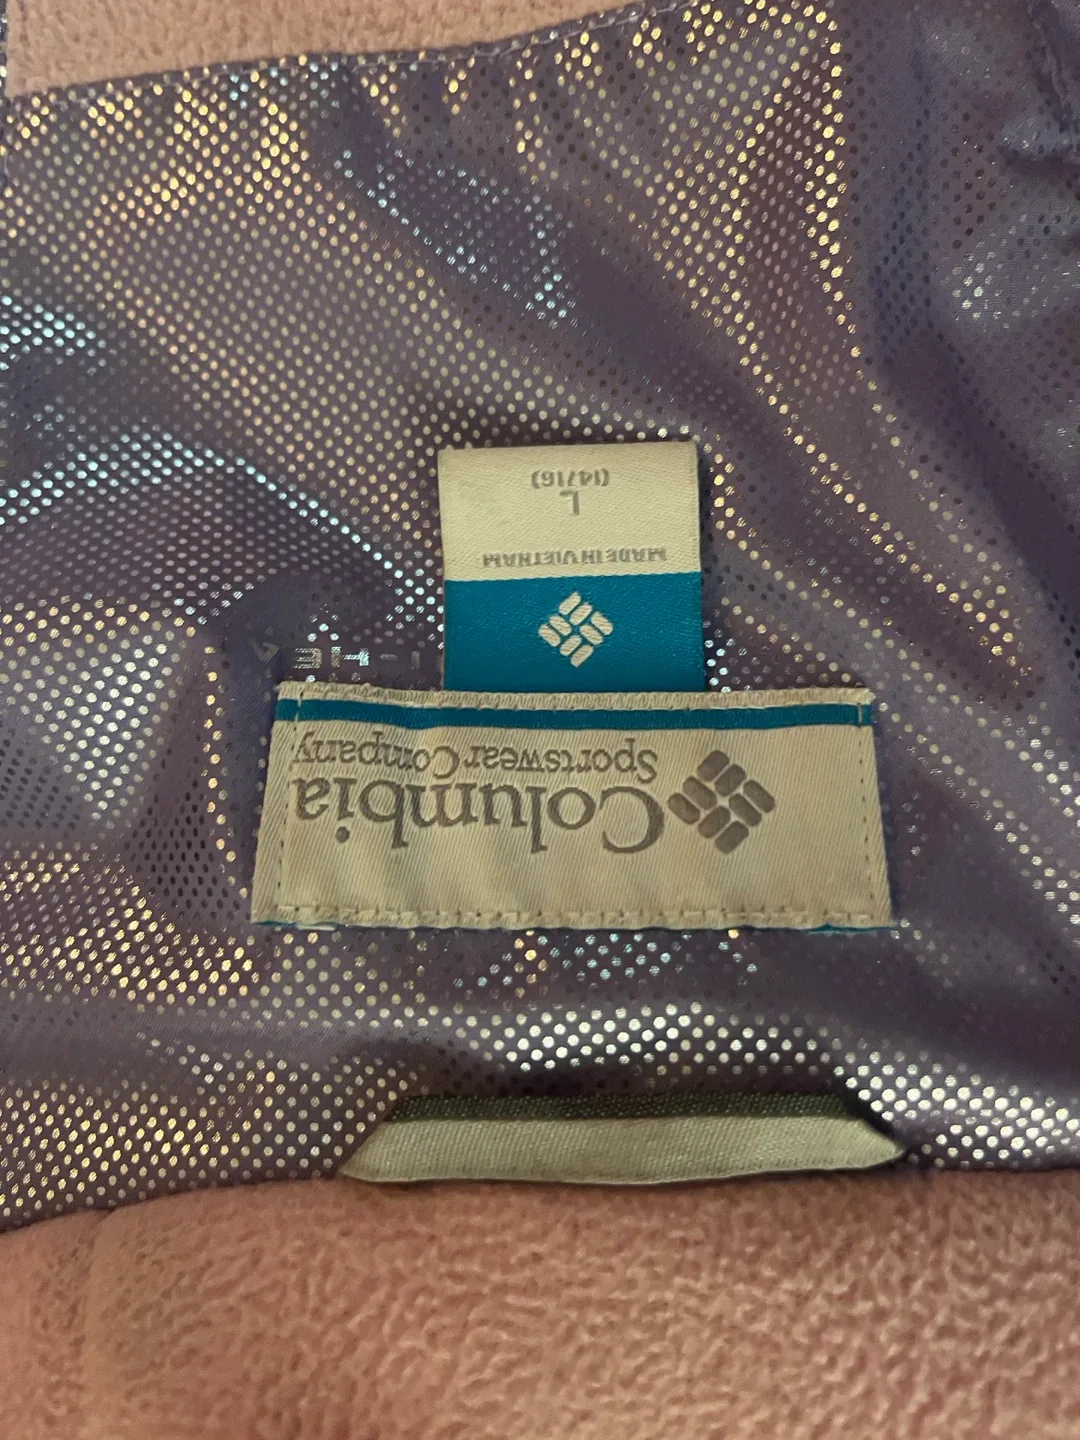 Columbia
Sportswear Company
MADE IN VIETNAM
L
(14/16)